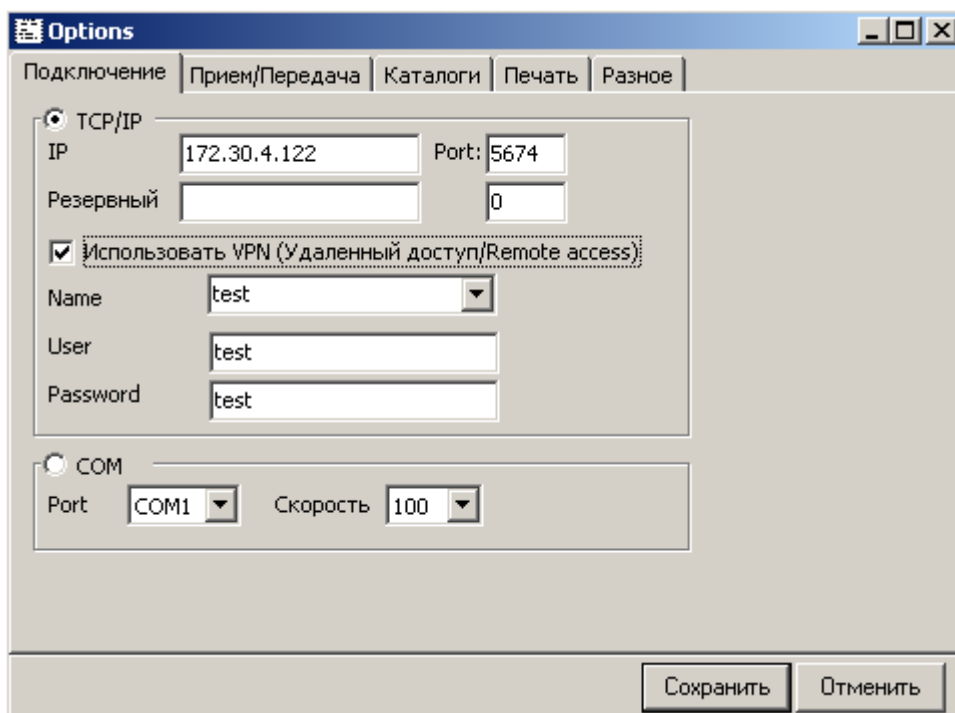 Options
Подключение Прием/Передача Каталоги Печать Разное
TCP/IP
IP 172.30.4.122 Port: 5674
Резервный 0
Использовать VPN (Удаленный доступ/Remote access)
Name test
User test
Password test
COM
Port COM1 Скорость 100
Сохранить Отменить